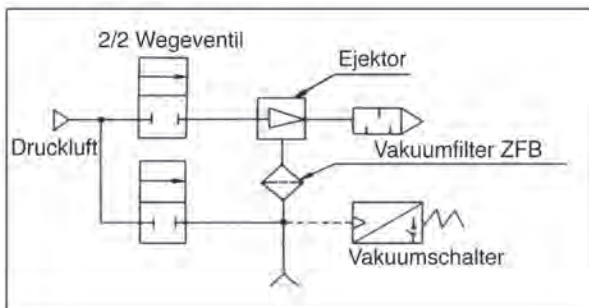 2/2 Wegeventil
Ejektor
Druckluft
Vakuumfilter ZFB
Vakuumschalter